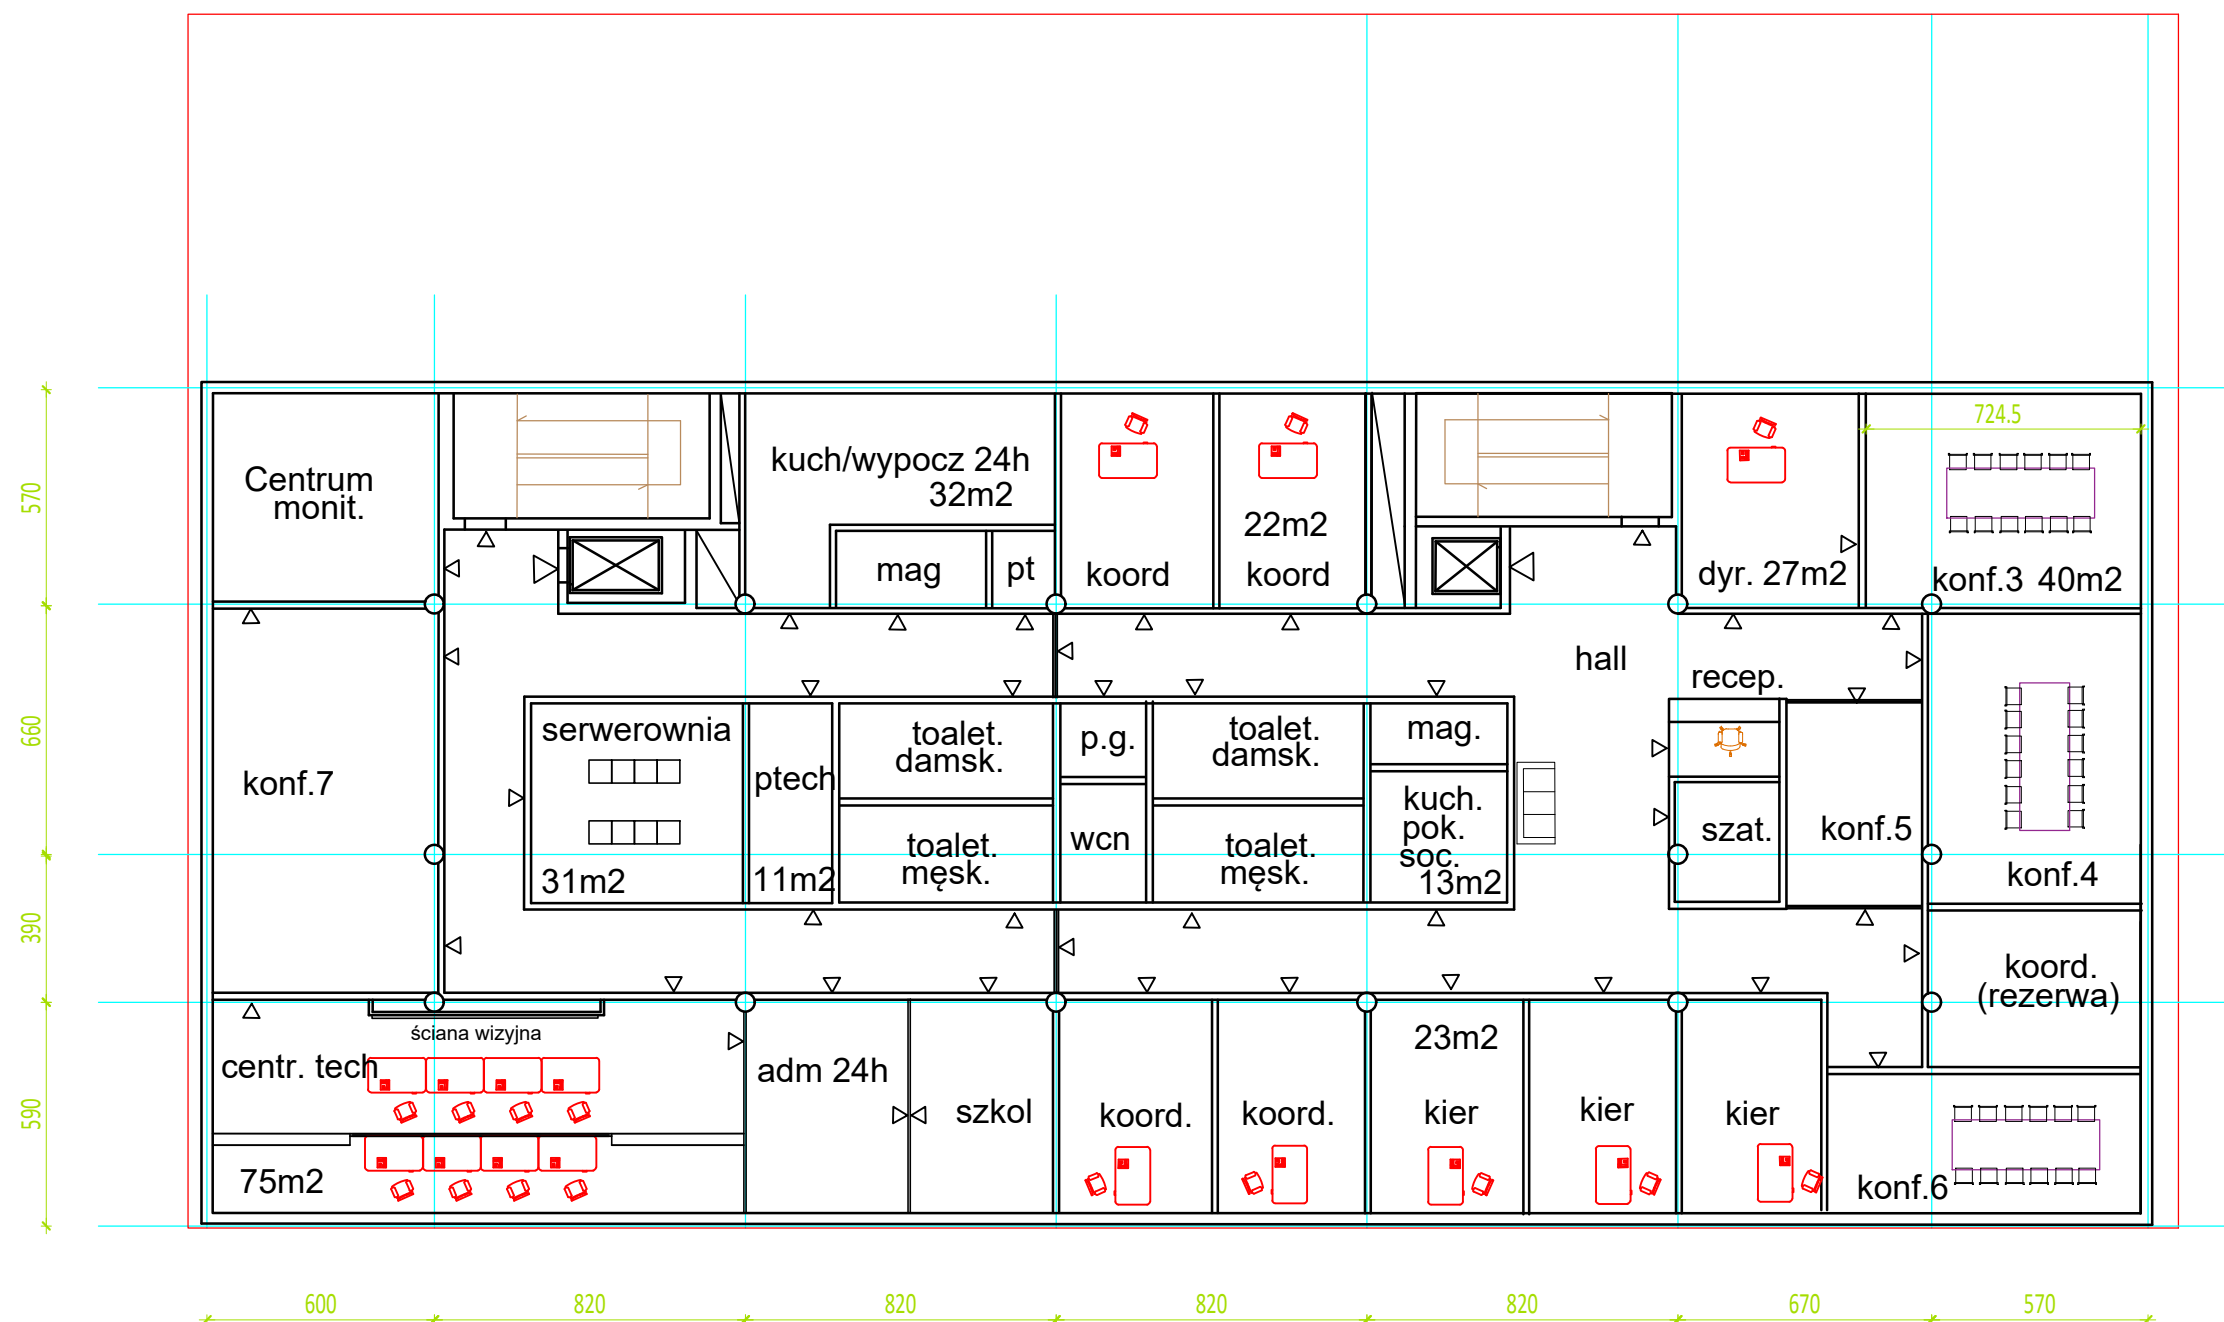 724.5
kuch/wypocz 24h
32m2
Centrum
monit.
570
22m2
mag
pt
koord
koord
dyr. 27m2
konf.3 40m2
hall
recep.
660
serwerownia
ptech
toalet.
damsk.
p.g.
toalet.
damsk.
mag.
konf.7
kuch.
pok.
soc.
13m2
szat.
konf.5
toalet.
męsk.
wcn
toalet.
męsk.
31m2
11m2
konf.4
390
koord.
(rezerwa)
ściana wizyjna
centr. tech
adm 24h
23m2
590
szkol
koord.
koord.
kier
kier
kier
75m2
konf.6
600
820
820
820
820
670
570